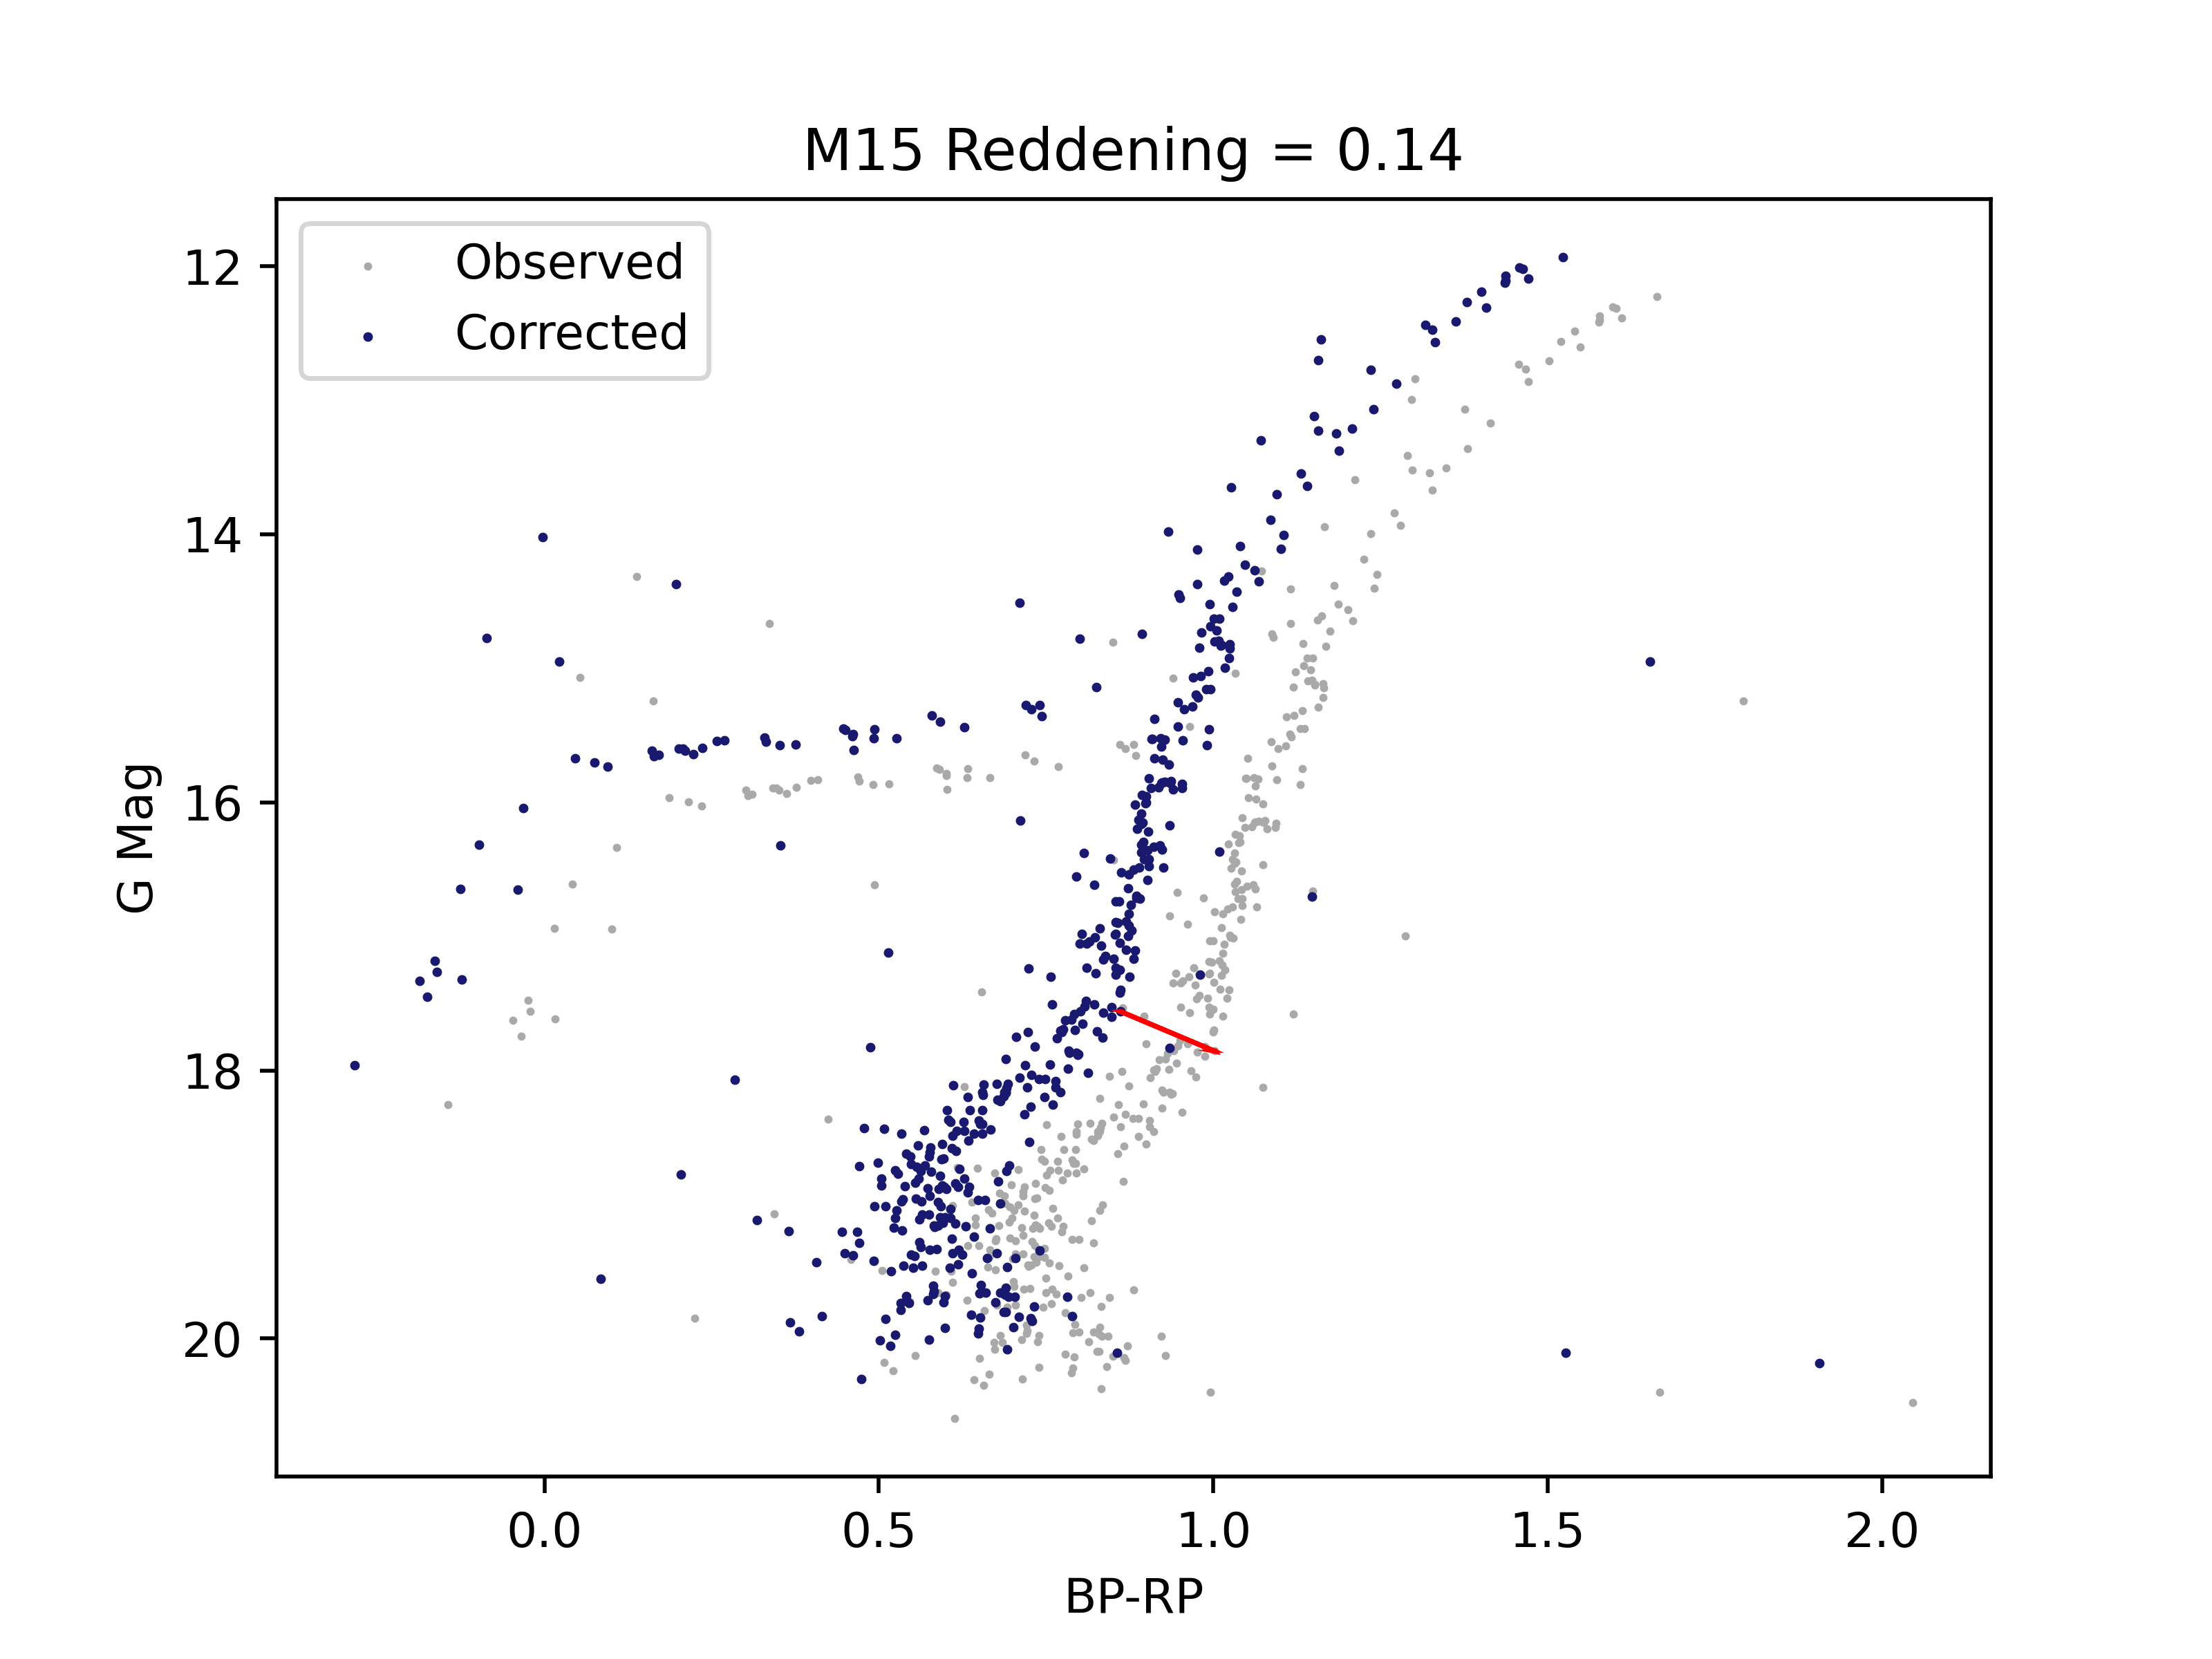 M15 Reddening = 0.14
Observed
Corrected
12
14
16
18
20
G Mag
0.0 0.5 1.0 1.5 2.0
BP-RP